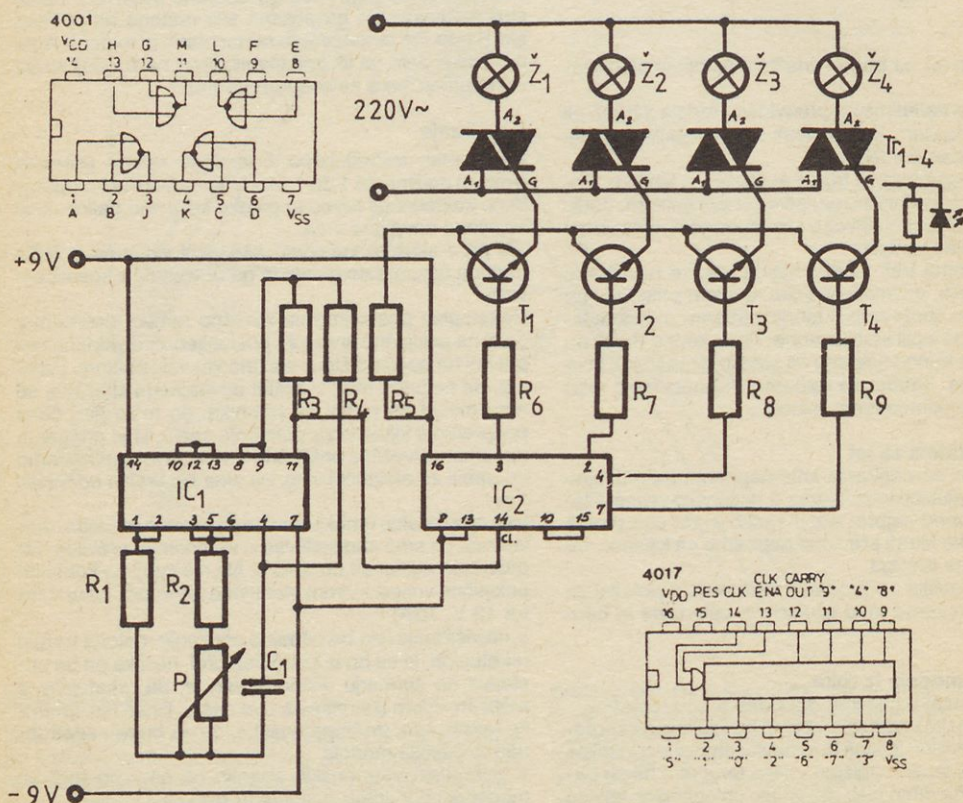 4001
VDD H G M L F E
14 13 12 11 10 9 8
1 2 3 4 5 6 7
A B J K C D VSS
220V~
Ž1 Ž2 Ž3 Ž4
A2 A2 A2 A2
Tr1-4
A1 G A1 G A1 G A1 G
+9V
T1 T2 T3 T4
R3 R4 R5 R6 R7 R8 R9
14 10 12 13 8 9 11
IC1
1 2 3 5 6 4 7
16 3 2 4 7
IC2
8 13 14 10 15
CL.
R1 R2
P C1
-9V
4017
CLK CARRY
VDD PES CLK ENA OUT "9" "4" "8"
16 15 14 13 12 11 10 9
1 2 3 4 5 6 7 8
"5" "1" "0" "2" "6" "7" "3" VSS